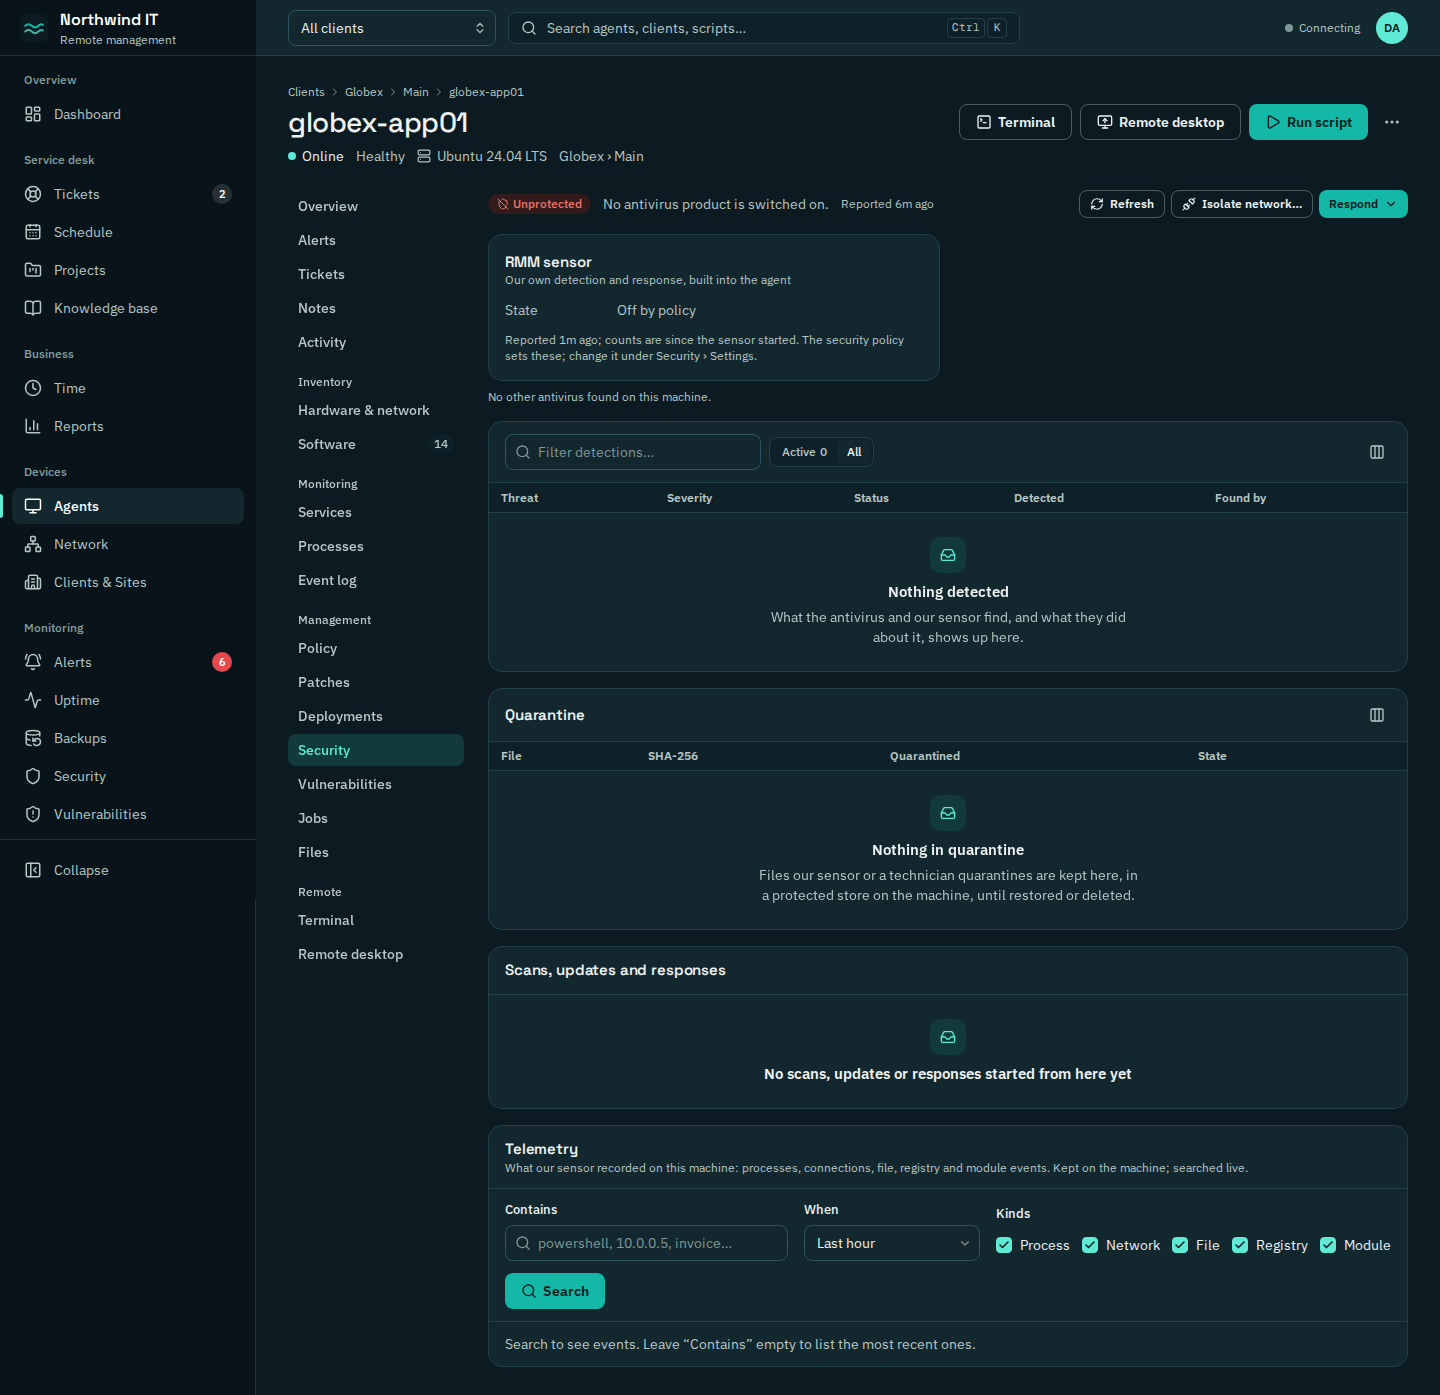 Northwind IT
Remote management
All clients
Search agents, clients, scripts...
Ctrl K
Connecting
DA
Overview
Dashboard
Service desk
Tickets 2
Schedule
Projects
Knowledge base
Business
Time
Reports
Devices
Agents
Network
Clients & Sites
Monitoring
Alerts 6
Uptime
Backups
Security
Vulnerabilities
Collapse
Clients › Globex › Main › globex-app01
globex-app01
Terminal
Remote desktop
Run script
Online Healthy Ubuntu 24.04 LTS Globex › Main
Overview
Alerts
Tickets
Notes
Activity
Inventory
Hardware & network
Software 14
Monitoring
Services
Processes
Event log
Management
Policy
Patches
Deployments
Security
Vulnerabilities
Jobs
Files
Remote
Terminal
Remote desktop
Unprotected No antivirus product is switched on. Reported 6m ago
Refresh
Isolate network...
Respond
RMM sensor
Our own detection and response, built into the agent
State Off by policy
Reported 1m ago; counts are since the sensor started. The security policy
sets these; change it under Security › Settings.
No other antivirus found on this machine.
Filter detections...
Active 0 All
Threat Severity Status Detected Found by
Nothing detected
What the antivirus and our sensor find, and what they did
about it, shows up here.
Quarantine
File SHA-256 Quarantined State
Nothing in quarantine
Files our sensor or a technician quarantines are kept here, in
a protected store on the machine, until restored or deleted.
Scans, updates and responses
No scans, updates or responses started from here yet
Telemetry
What our sensor recorded on this machine: processes, connections, file, registry and module events. Kept on the machine; searched live.
Contains When Kinds
powershell, 10.0.0.5, invoice... Last hour Process Network File Registry Module
Search
Search to see events. Leave “Contains” empty to list the most recent ones.